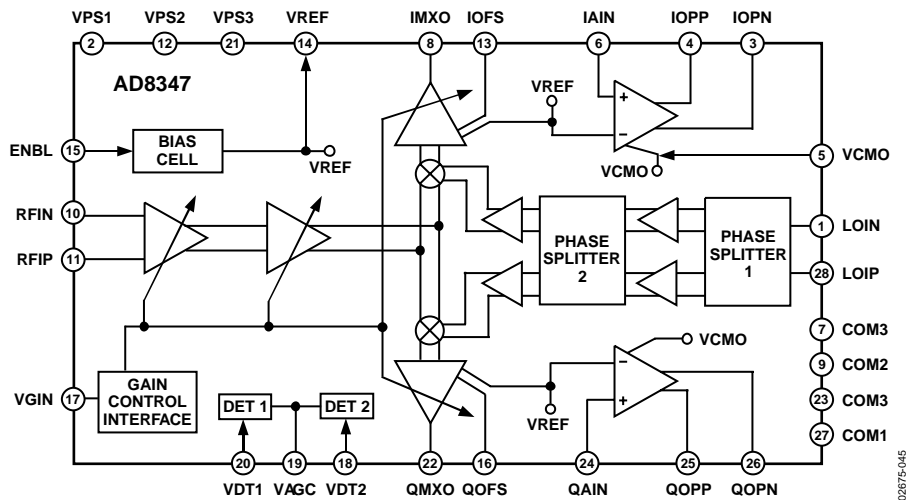 VPS1 VPS2 VPS3 VREF IMXO IOFS IAIN IOPP IOPN
2 12 21 14 8 13 6 4 3
AD8347
VREF
+
−
ENBL 15
BIAS
CELL
VREF
VCMO
5 VCMO
RFIN 10
RFIP 11
PHASE
SPLITTER
2
PHASE
SPLITTER
1
1 LOIN
28 LOIP
7 COM3
VCMO
9 COM2
−
+
VGIN 17
GAIN
CONTROL
INTERFACE
DET 1
DET 2
VREF
23 COM3
27 COM1
20 19 18 22 16 24 25 26
VDT1 VAGC VDT2 QMXO QOFS QAIN QOPP QOPN
02675-045